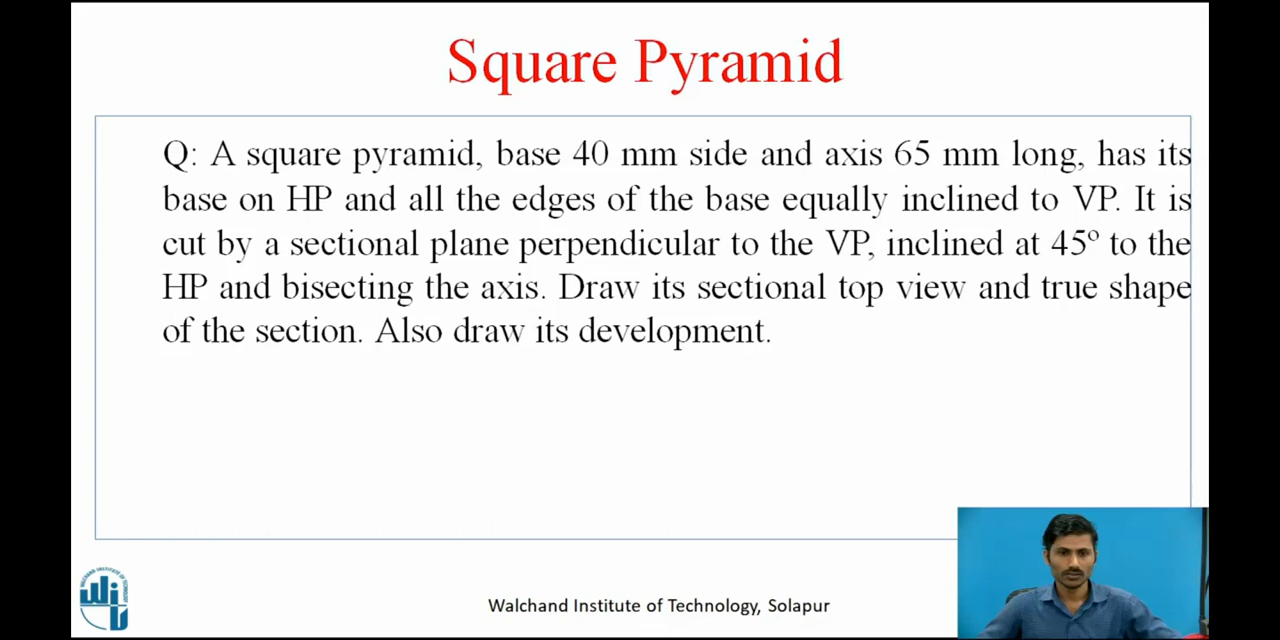 Square Pyramid
Q: A square pyramid, base 40 mm side and axis 65 mm long, has its
base on HP and all the edges of the base equally inclined to VP. It is
cut by a sectional plane perpendicular to the VP, inclined at 45º to the
HP and bisecting the axis. Draw its sectional top view and true shape
of the section. Also draw its development.
Walchand Institute of Technology, Solapur